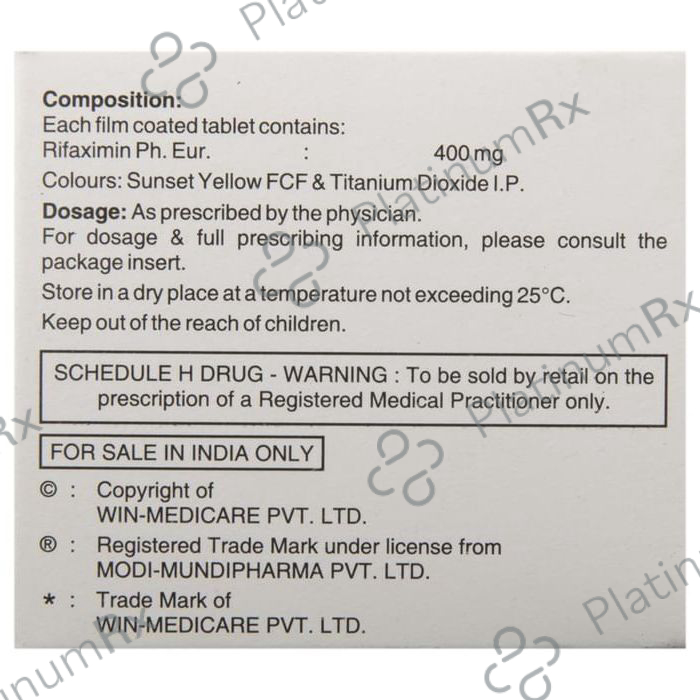 PlatinumRx
Composition:
Each film coated tablet contains:
Rifaximin Ph. Eur. : 400 mg
Colours: Sunset Yellow FCF & Titanium Dioxide I.P.
Dosage: As prescribed by the physician.
For dosage & full prescribing information, please consult the
package insert.
Store in a dry place at a temperature not exceeding 25°C.
Keep out of the reach of children.
SCHEDULE H DRUG - WARNING : To be sold by retail on the
prescription of a Registered Medical Practitioner only.
FOR SALE IN INDIA ONLY
© : Copyright of
WIN-MEDICARE PVT. LTD.
® : Registered Trade Mark under license from
MODI-MUNDIPHARMA PVT. LTD.
* : Trade Mark of
WIN-MEDICARE PVT. LTD.
PlatinumRx